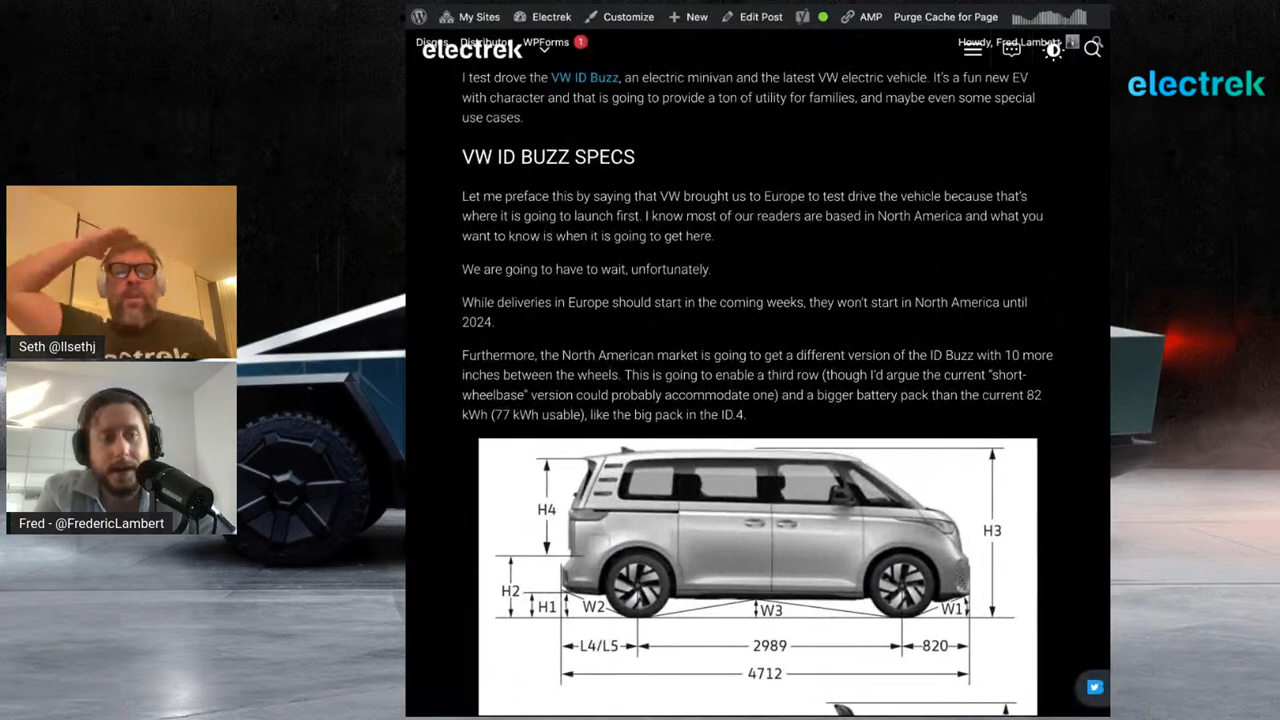 My Sites
Electrek
Customize
New
Edit Post
AMP
Purge Cache for Page
Disqus
Distributor
WPForms
1
Howdy, Fred Lambert
electrek
electrek
I test drove the VW ID Buzz, an electric minivan and the latest VW electric vehicle. It's a fun new EV
with character and that is going to provide a ton of utility for families, and maybe even some special
use cases.
VW ID BUZZ SPECS
Let me preface this by saying that VW brought us to Europe to test drive the vehicle because that's
where it is going to launch first. I know most of our readers are based in North America and what you
want to know is when it is going to get here.
We are going to have to wait, unfortunately.
While deliveries in Europe should start in the coming weeks, they won't start in North America until
2024.
Furthermore, the North American market is going to get a different version of the ID Buzz with 10 more
inches between the wheels. This is going to enable a third row (though I'd argue the current "short-
wheelbase" version could probably accommodate one) and a bigger battery pack than the current 82
kWh (77 kWh usable), like the big pack in the ID.4.
H4
H3
H2
H1
W2
W3
W1
L4/L5
2989
820
4712
Seth @llsethj
Fred - @FredericLambert